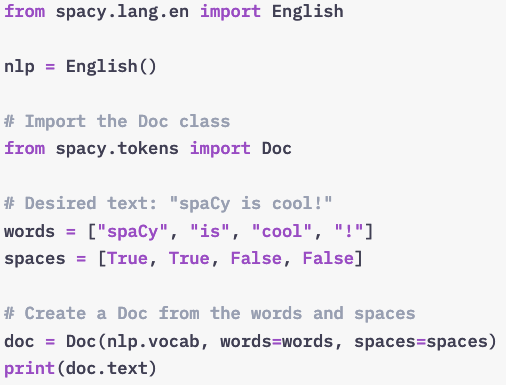 from spacy.lang.en import English
nlp = English()
# Import the Doc class
from spacy.tokens import Doc
# Desired text: "spaCy is cool!"
words = ["spaCy", "is", "cool", "!"]
spaces = [True, True, False, False]
# Create a Doc from the words and spaces
doc = Doc(nlp.vocab, words=words, spaces=spaces)
print(doc.text)